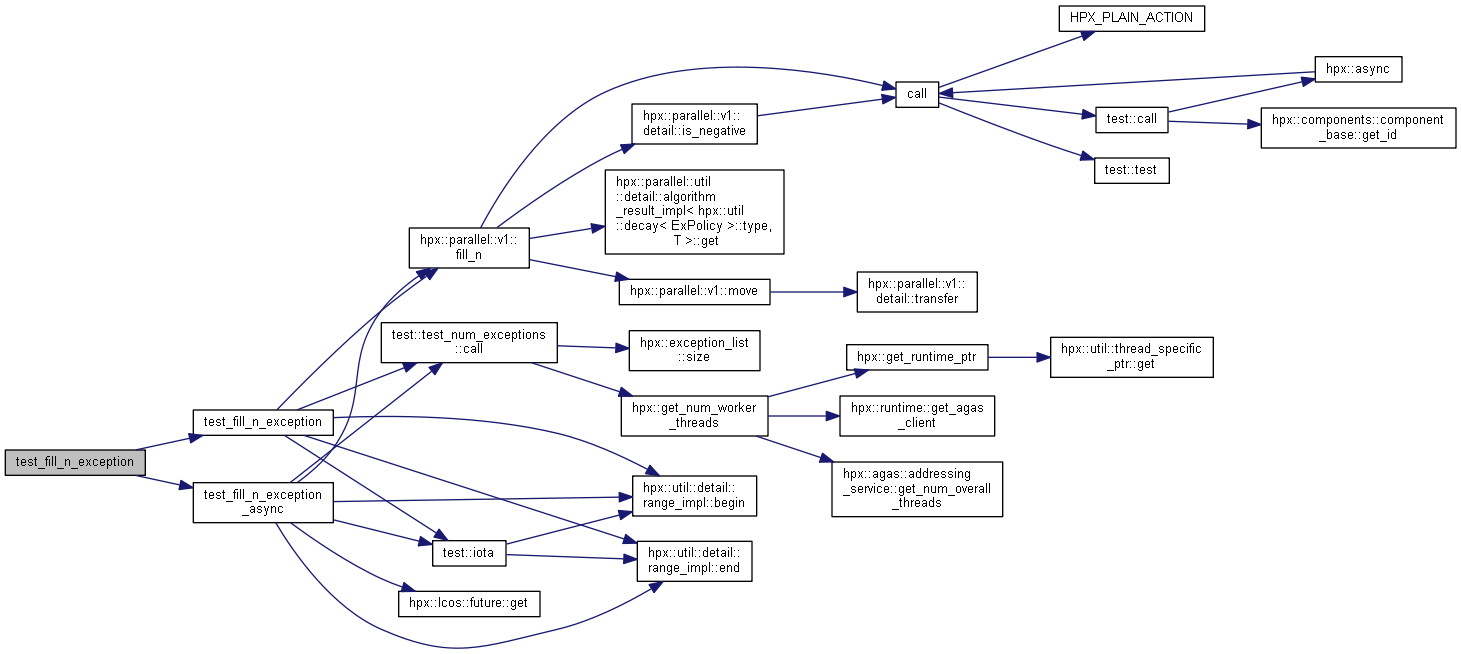 HPX_PLAIN_ACTION
hpx::async
call
hpx::parallel::v1::
detail::is_negative
test::call
hpx::components::component
_base::get_id
test::test
hpx::parallel::util
::detail::algorithm
_result_impl< hpx::util
::decay< ExPolicy >::type,
T >::get
hpx::parallel::v1::
fill_n
hpx::parallel::v1::move
hpx::parallel::v1::
detail::transfer
test::test_num_exceptions
::call
hpx::exception_list
::size
hpx::get_runtime_ptr
hpx::util::thread_specific
_ptr::get
hpx::get_num_worker
_threads
hpx::runtime::get_agas
_client
test_fill_n_exception
test_fill_n_exception
hpx::agas::addressing
_service::get_num_overall
_threads
test_fill_n_exception
_async
hpx::util::detail::
range_impl::begin
test::iota
hpx::util::detail::
range_impl::end
hpx::lcos::future::get